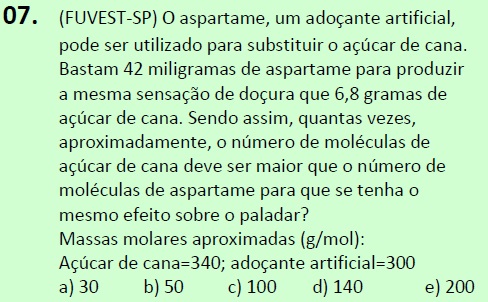 07. (FUVEST-SP) O aspartame, um adoçante artificial,
pode ser utilizado para substituir o açúcar de cana.
Bastam 42 miligramas de aspartame para produzir
a mesma sensação de doçura que 6,8 gramas de
açúcar de cana. Sendo assim, quantas vezes,
aproximadamente, o número de moléculas de
açúcar de cana deve ser maior que o número de
moléculas de aspartame para que se tenha o
mesmo efeito sobre o paladar?
Massas molares aproximadas (g/mol):
Açúcar de cana=340; adoçante artificial=300
a) 30 b) 50 c) 100 d) 140 e) 200